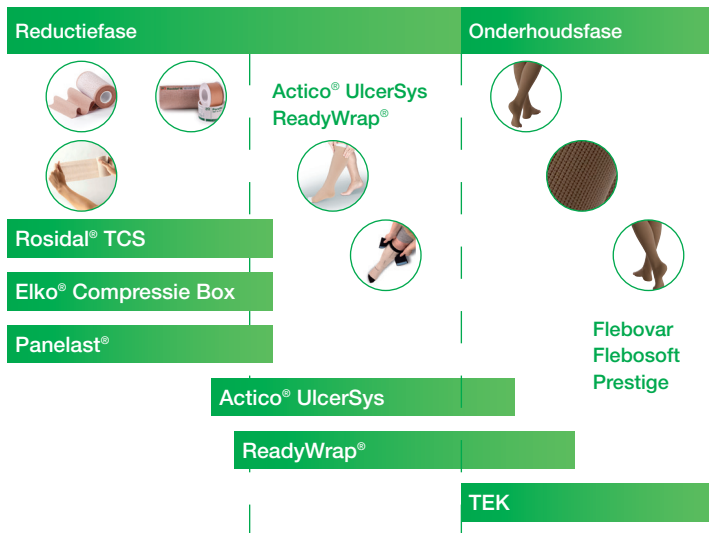 Reductiefase
Onderhoudsfase
Actico® UlcerSys
ReadyWrap®
Rosidal® TCS
Elko® Compressie Box
Panelast®
Flebovar
Flebosoft
Prestige
Actico® UlcerSys
ReadyWrap®
TEK